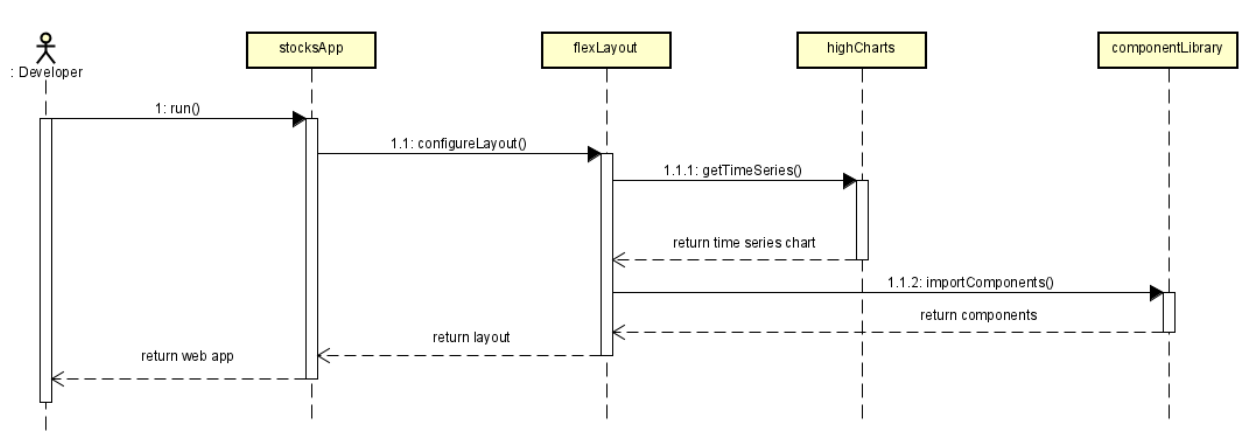 stocksApp
flexLayout
highCharts
componentLibrary
: Developer
1: run()
1.1: configureLayout()
1.1.1: getTimeSeries()
return time series chart
1.1.2: importComponents()
return components
return layout
return web app